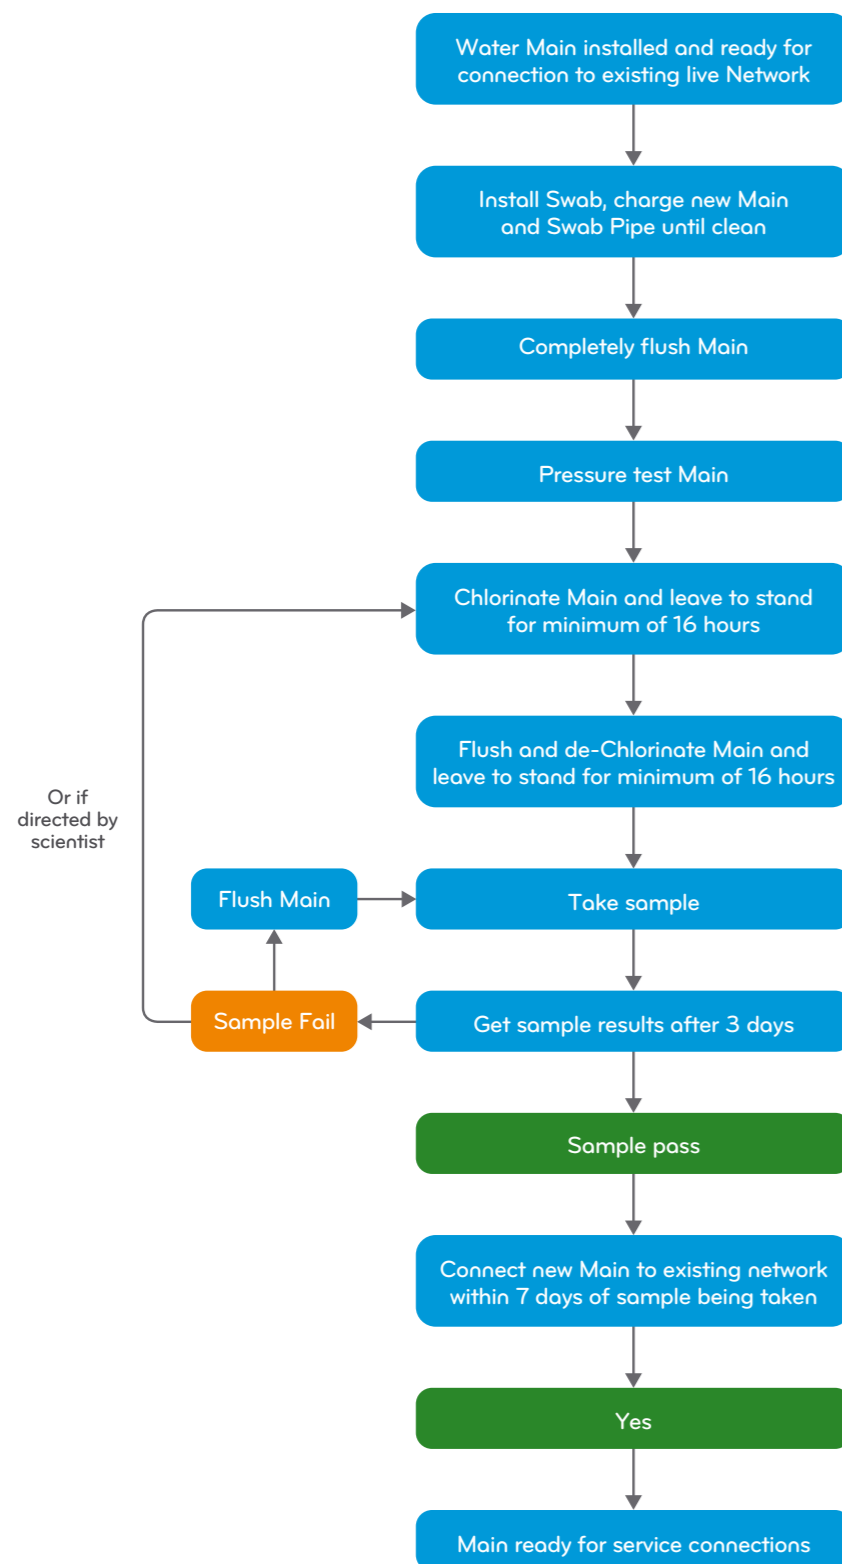 Water Main installed and ready for
connection to existing live Network
Install Swab, charge new Main
and Swab Pipe until clean
Completely flush Main
Pressure test Main
Chlorinate Main and leave to stand
for minimum of 16 hours
Flush and de-Chlorinate Main and
leave to stand for minimum of 16 hours
Or if
directed by
scientist
Flush Main
Take sample
Sample Fail
Get sample results after 3 days
Sample pass
Connect new Main to existing network
within 7 days of sample being taken
Yes
Main ready for service connections